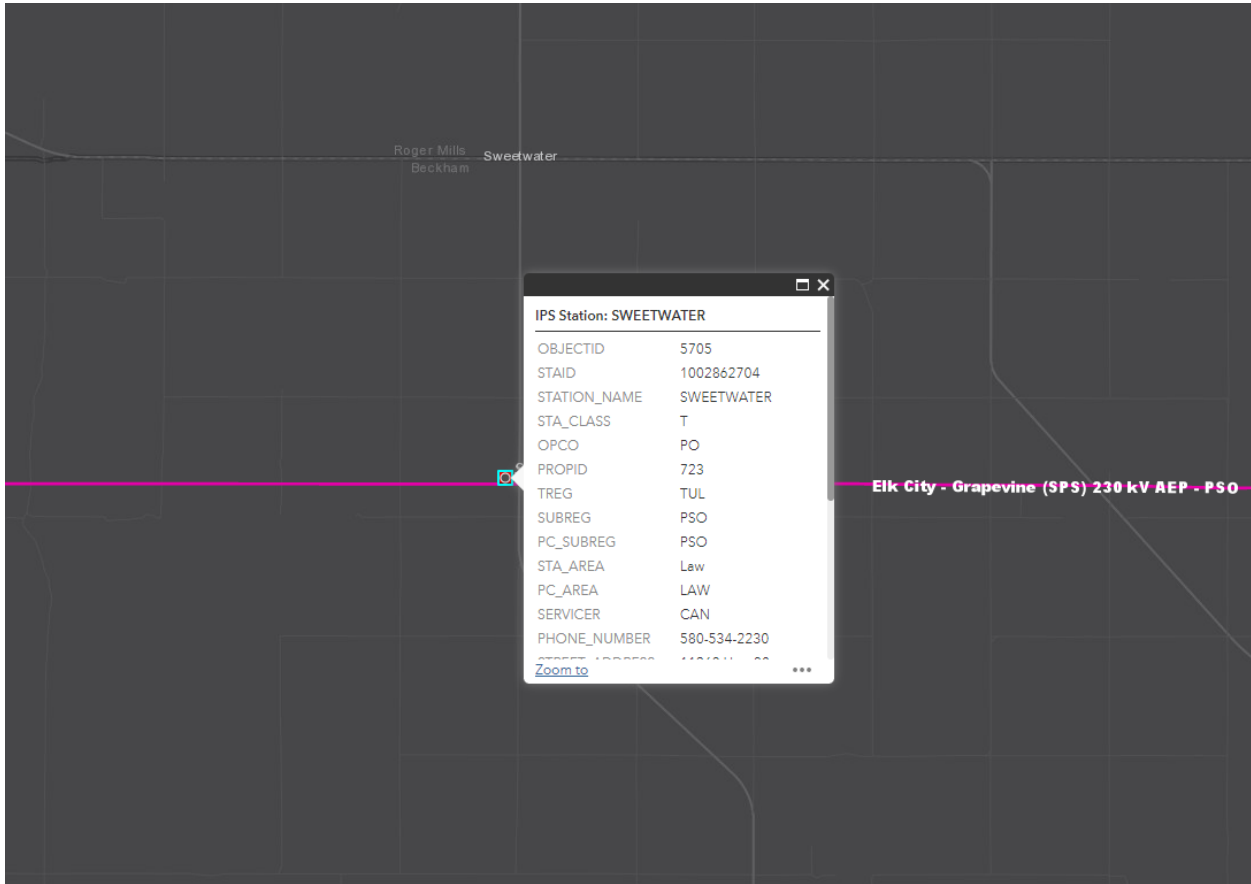 Roger Mills
Beckham
Sweetwater
IPS Station: SWEETWATER
OBJECTID 5705
STAID 1002862704
STATION_NAME SWEETWATER
STA_CLASS T
OPCO PO
PROPID 723
TREG TUL
SUBREG PSO
PC_SUBREG PSO
STA_AREA Law
PC_AREA LAW
SERVICER CAN
PHONE_NUMBER 580-534-2230
Zoom to
Elk City - Grapevine (SPS) 230 kV AEP - PSO